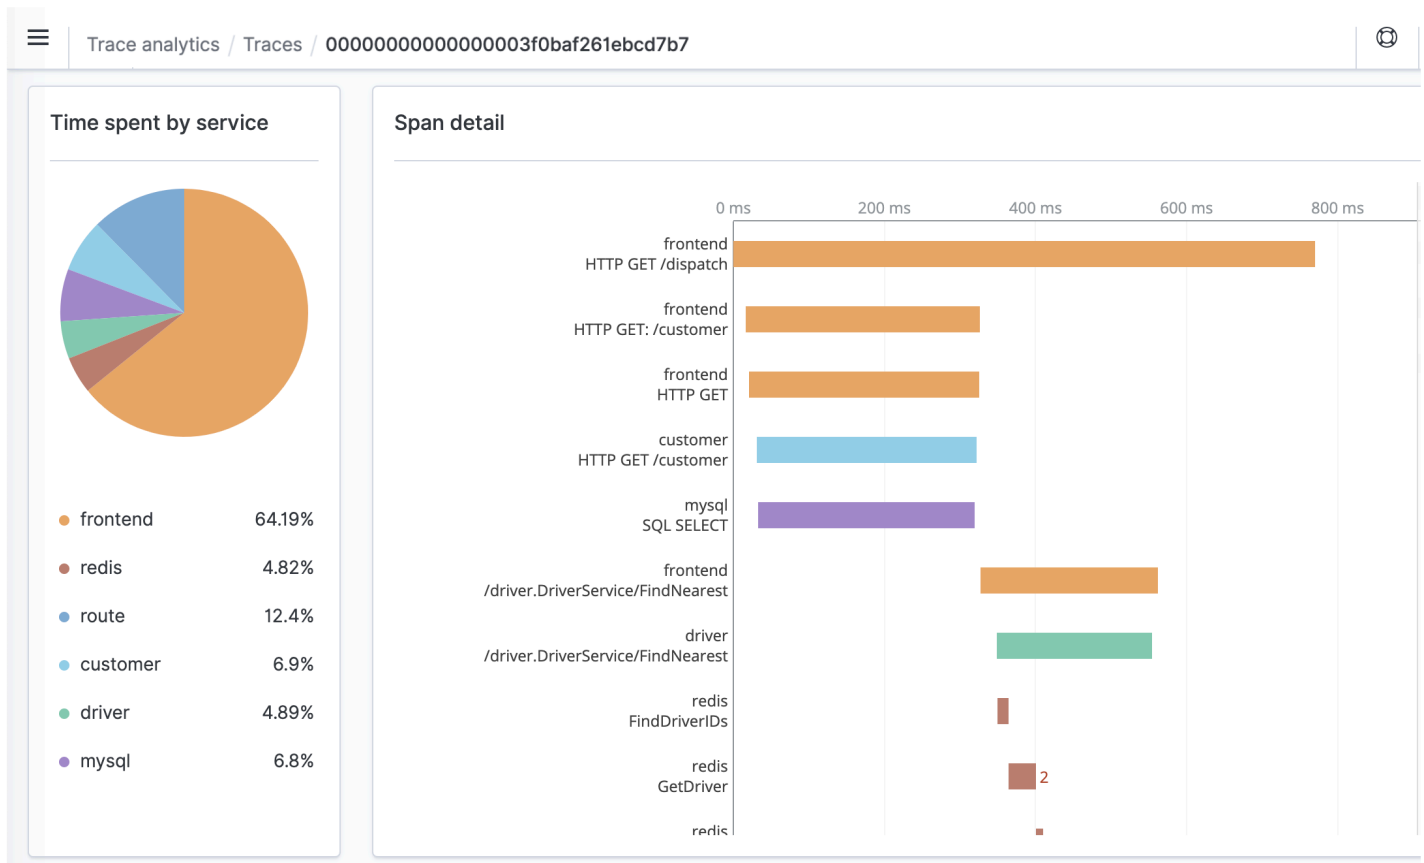 Trace analytics / Traces / 00000000000000003f0baf261ebcd7b7
Time spent by service
frontend 64.19%
redis 4.82%
route 12.4%
customer 6.9%
driver 4.89%
mysql 6.8%
Span detail
0 ms 200 ms 400 ms 600 ms 800 ms
frontend
HTTP GET /dispatch
frontend
HTTP GET: /customer
frontend
HTTP GET
customer
HTTP GET /customer
mysql
SQL SELECT
frontend
/driver.DriverService/FindNearest
driver
/driver.DriverService/FindNearest
redis
FindDriverIDs
redis
GetDriver
2
redis